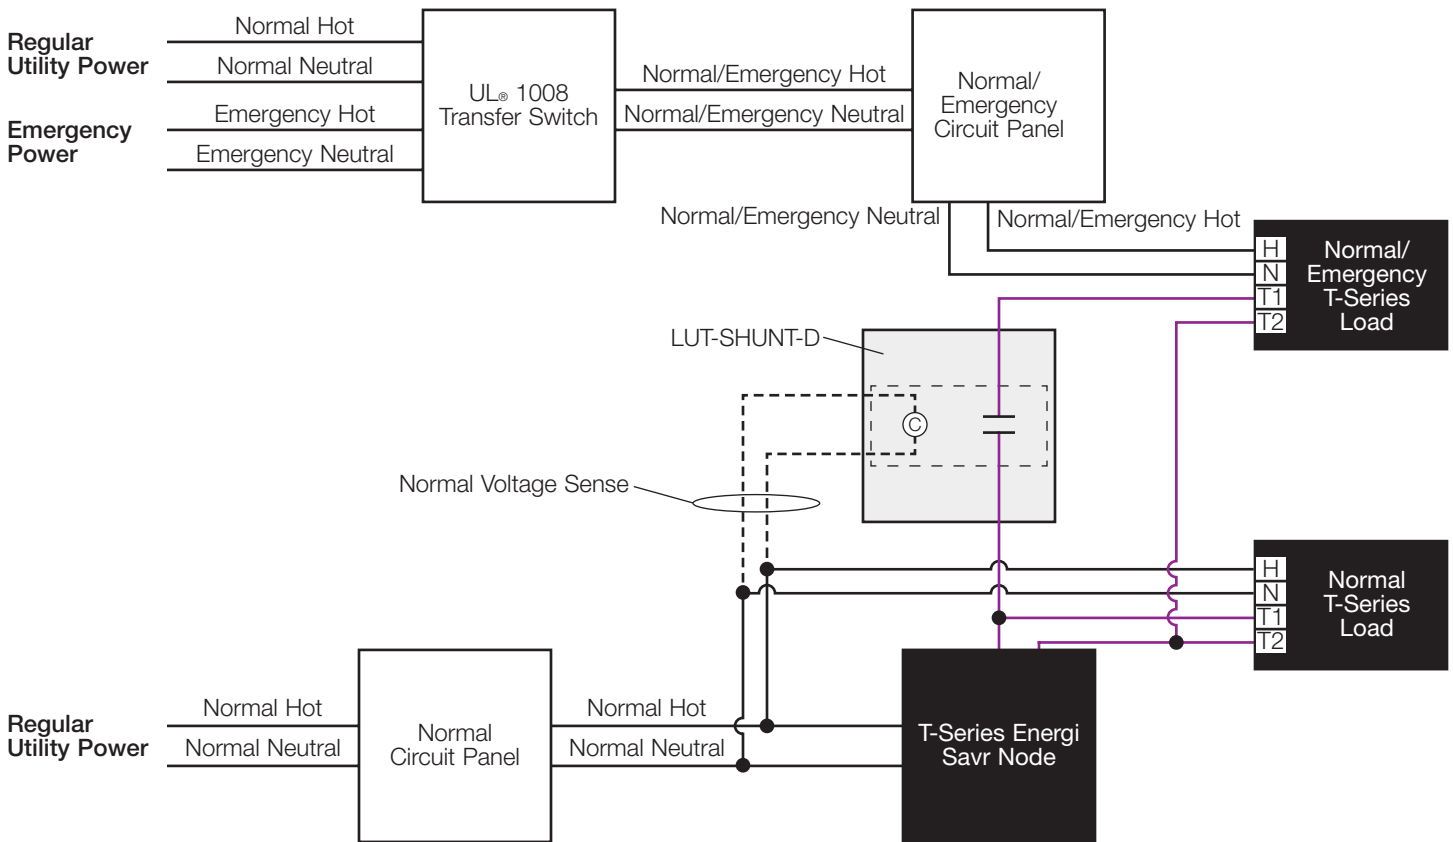 Regular
Utility Power
Normal Hot
Normal Neutral
Emergency
Power
Emergency Hot
Emergency Neutral
UL® 1008
Transfer Switch
Normal/Emergency Hot
Normal/Emergency Neutral
Normal/
Emergency
Circuit Panel
Normal/Emergency Neutral
Normal/Emergency Hot
H
N
T1
T2
Normal/
Emergency
T-Series
Load
LUT-SHUNT-D
C
Normal Voltage Sense
H
N
T1
T2
Normal
T-Series
Load
Regular
Utility Power
Normal Hot
Normal Neutral
Normal
Circuit Panel
Normal Hot
Normal Neutral
T-Series Energi
Savr Node